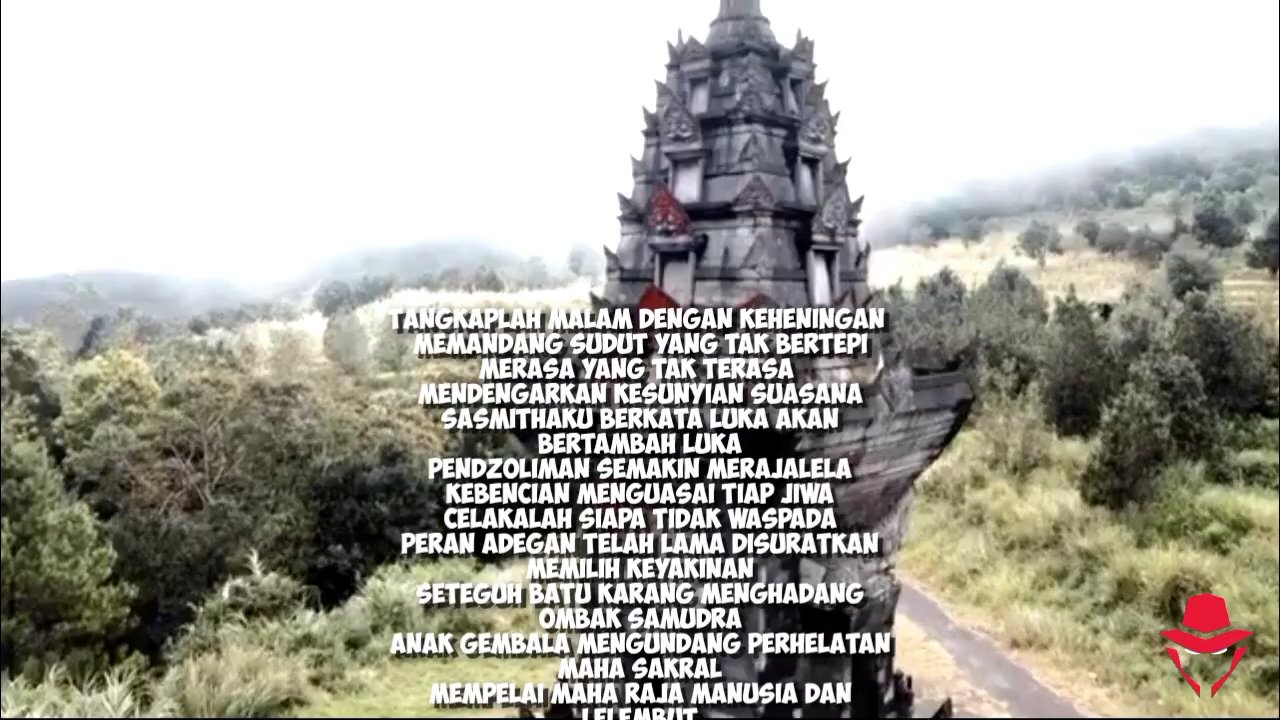 TANGKAPLAH MALAM DENGAN KEHENINGAN
MEMANDANG SUDUT YANG TAK BERTEPI
MERASA YANG TAK TERASA
MENDENGARKAN KESUNYIAN SUASANA
SASMITHAKU BERKATA LUKA AKAN
BERTAMBAH LUKA
PENDZOLIMAN SEMAKIN MERAJALELA
KEBENCIAN MENGUASAI TIAP JIWA
CELAKALAH SIAPA TIDAK WASPADA
PERAN ADEGAN TELAH LAMA DISURATKAN
MEMILIH KEYAKINAN
SETEGUH BATU KARANG MENGHADANG
OMBAK SAMUDRA
ANAK GEMBALA MENGUNDANG PERHELATAN
MAHA SAKRAL
MEMPELAI MAHA RAJA MANUSIA DAN
LELEMBUT